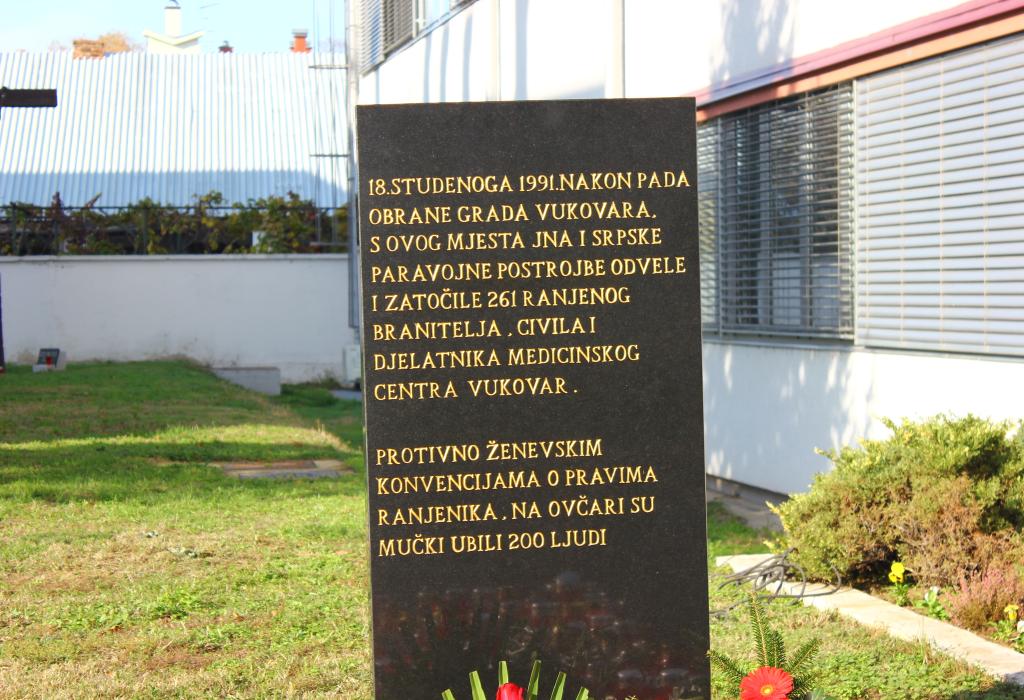 18.STUDENOGA 1991.NAKON PADA
OBRANE GRADA VUKOVARA.
S OVOG MJESTA JNA I SRPSKE
PARAVOJNE POSTROJBE ODVELE
I ZATOČILE 261 RANJENOG
BRANITELJA , CIVILA I
DJELATNIKA MEDICINSKOG
CENTRA VUKOVAR .
PROTIVNO ŽENEVSKIM
KONVENCIJAMA O PRAVIMA
RANJENIKA , NA OVČARI SU
MUČKI UBILI 200 LJUDI